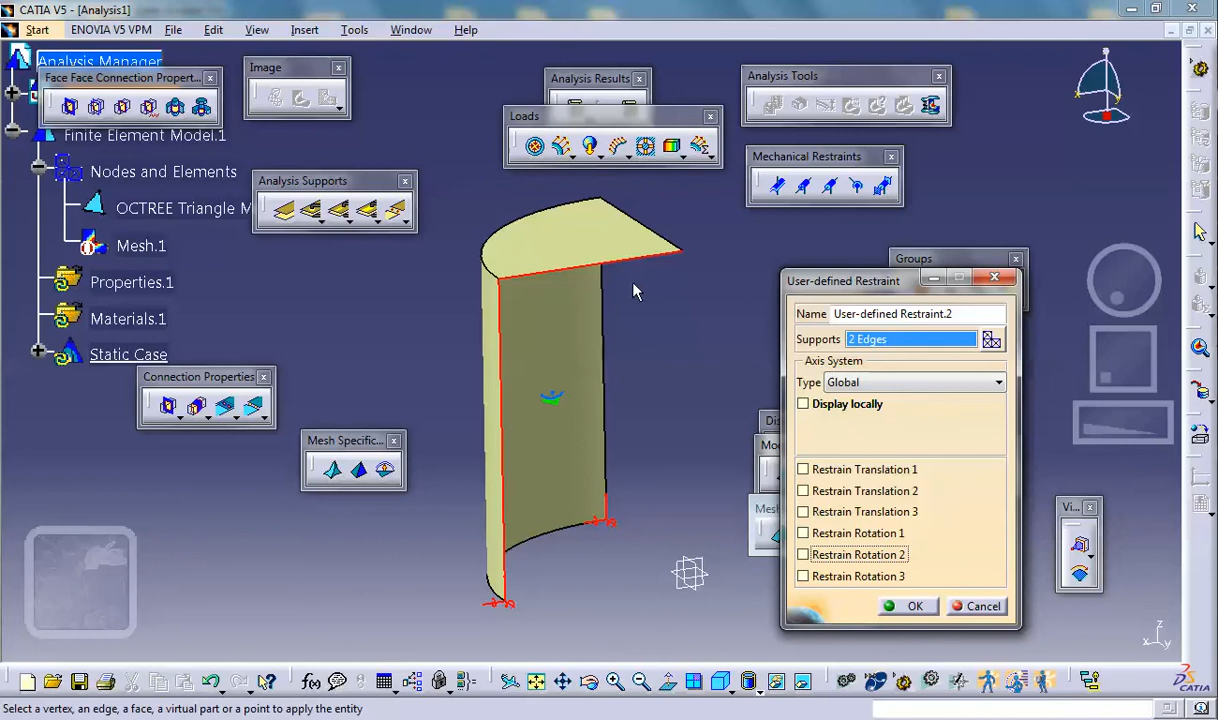 CATIA V5 - [Analysis1]
Start ENOVIA V5 VPM File Edit View Insert Tools Window Help
Analysis Manager
Face Face Connection Propert...
Image
Analysis Results
Analysis Tools
Loads
Finite Element Model.1
Mechanical Restraints
Nodes and Elements
Analysis Supports
OCTREE Triangle M
Mesh.1
Groups
Properties.1
User-defined Restraint
Name User-defined Restraint.2
Materials.1
Supports 2 Edges
Static Case
Axis System
Type Global
Connection Properties
Display locally
Mesh Specific...
Restrain Translation 1
Restrain Translation 2
Restrain Translation 3
Restrain Rotation 1
Restrain Rotation 2
Restrain Rotation 3
OK Cancel
Vi...
z
x y
f(x)
CATIA
Select a vertex, an edge, a face, a virtual part or a point to apply the entity